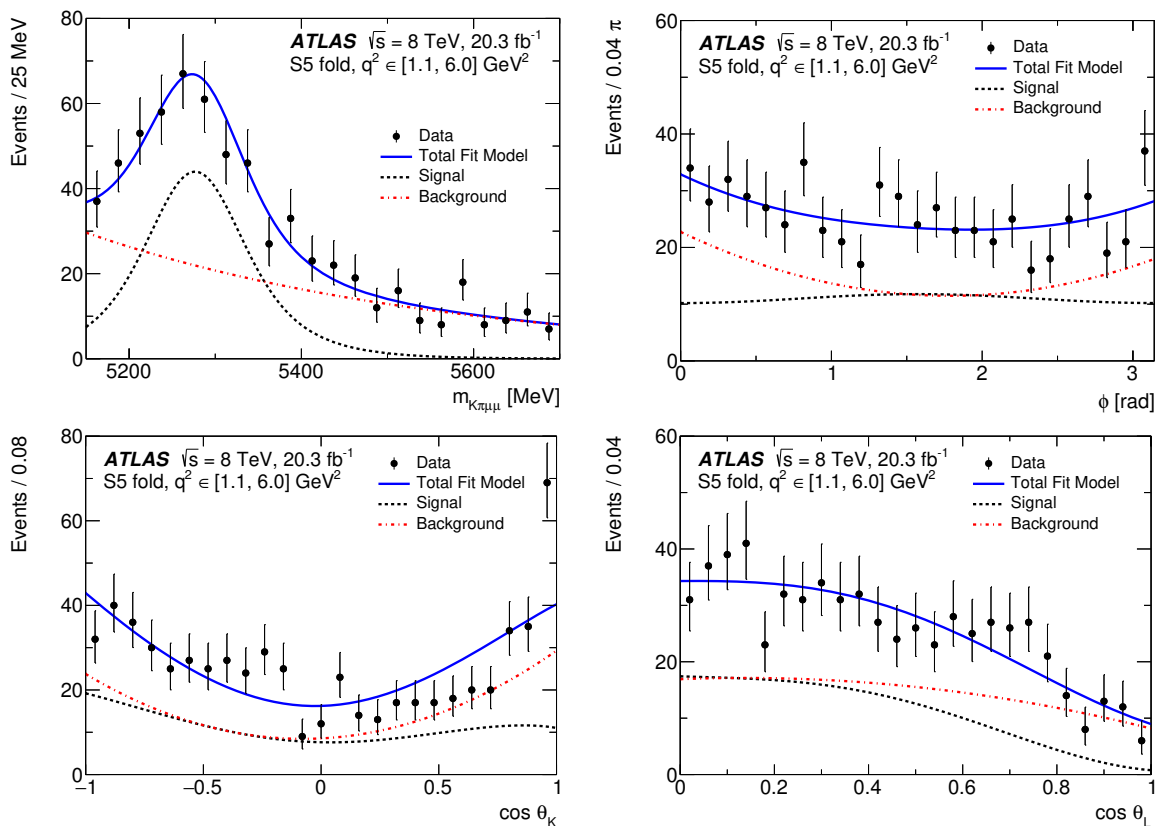 Events / 25 MeV
80
60
40
20
0
ATLAS √s = 8 TeV, 20.3 fb⁻¹
S5 fold, q² ∈ [1.1, 6.0] GeV²
Data
Total Fit Model
Signal
Background
5200 5400 5600
m_Kπμμ [MeV]
Events / 0.04 π
60
40
20
0
ATLAS √s = 8 TeV, 20.3 fb⁻¹
S5 fold, q² ∈ [1.1, 6.0] GeV²
Data
Total Fit Model
Signal
Background
0 1 2 3
ϕ [rad]
Events / 0.08
80
60
40
20
0
ATLAS √s = 8 TeV, 20.3 fb⁻¹
S5 fold, q² ∈ [1.1, 6.0] GeV²
Data
Total Fit Model
Signal
Background
−1 −0.5 0 0.5 1
cos θ_K
Events / 0.04
60
40
20
0
ATLAS √s = 8 TeV, 20.3 fb⁻¹
S5 fold, q² ∈ [1.1, 6.0] GeV²
Data
Total Fit Model
Signal
Background
0 0.2 0.4 0.6 0.8 1
cos θ_L